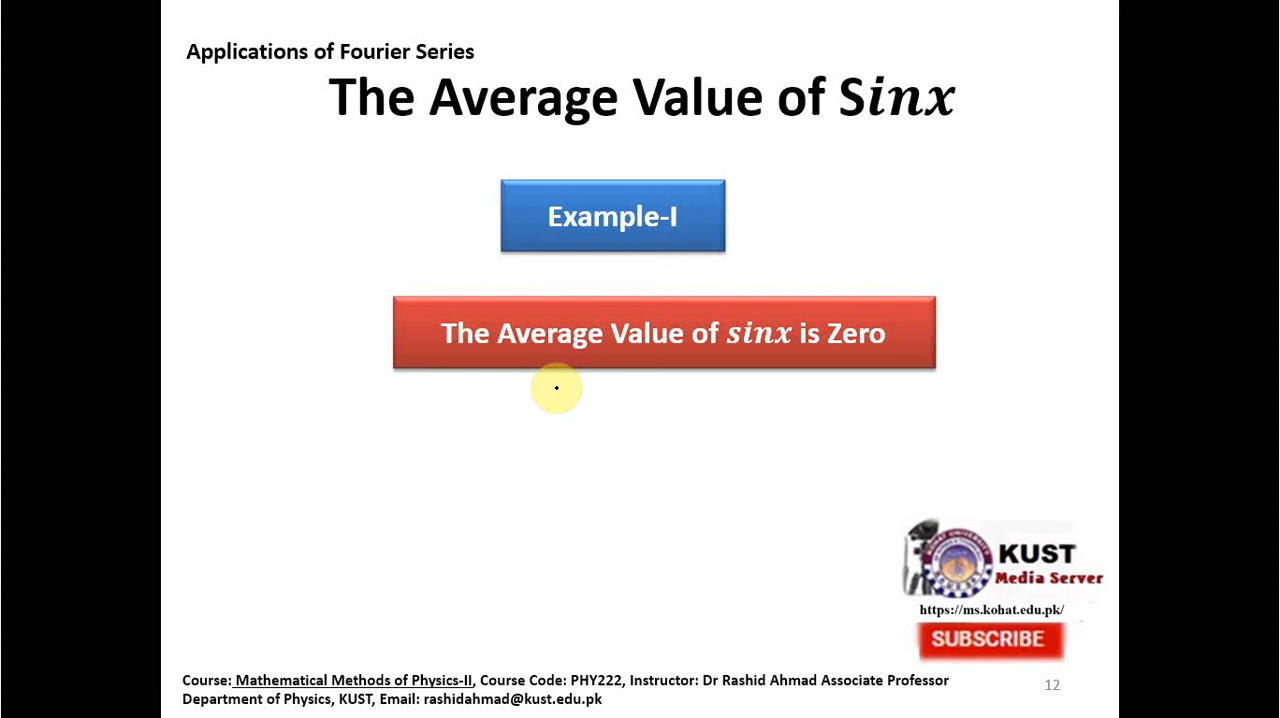 Applications of Fourier Series
The Average Value of Sinx
Example-I
The Average Value of sinx is Zero
KUST
Media Server
https://ms.kohat.edu.pk/
SUBSCRIBE
Course: Mathematical Methods of Physics-II, Course Code: PHY222, Instructor: Dr Rashid Ahmad Associate Professor
Department of Physics, KUST, Email: rashidahmad@kust.edu.pk
12